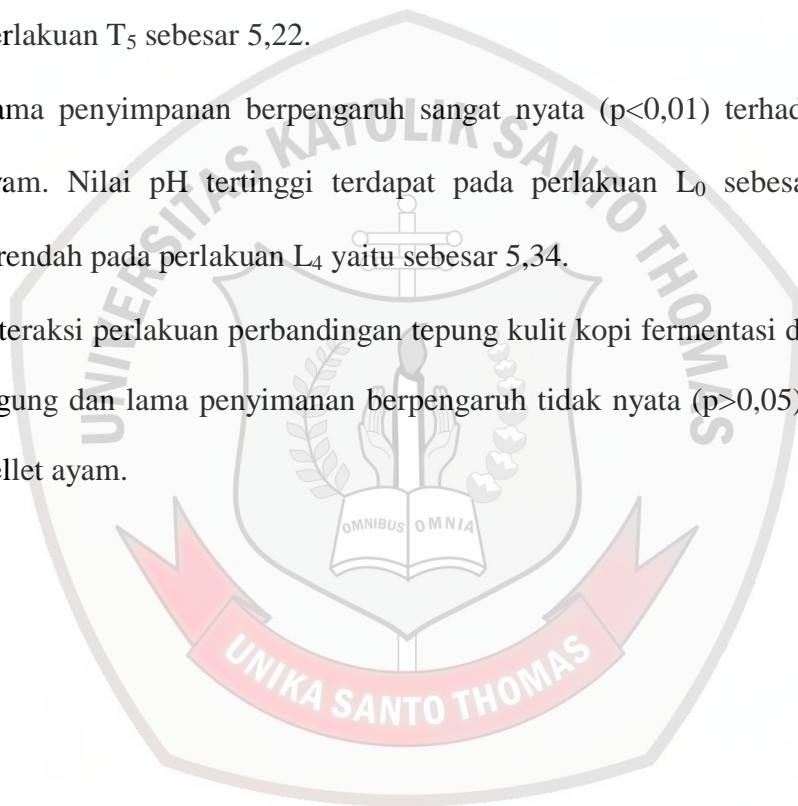 erlakuan T5 sebesar 5,22.
ama penyimpanan berpengaruh sangat nyata (p<0,01) terhad
yam. Nilai pH tertinggi terdapat pada perlakuan L0 sebesa
rendah pada perlakuan L4 yaitu sebesar 5,34.
teraksi perlakuan perbandingan tepung kulit kopi fermentasi d
gung dan lama penyimanan berpengaruh tidak nyata (p>0,05)
ellet ayam.
UNIVERSITAS KATOLIK SANTO THOMAS
OMNIBUS OMNIA
UNIKA SANTO THOMAS